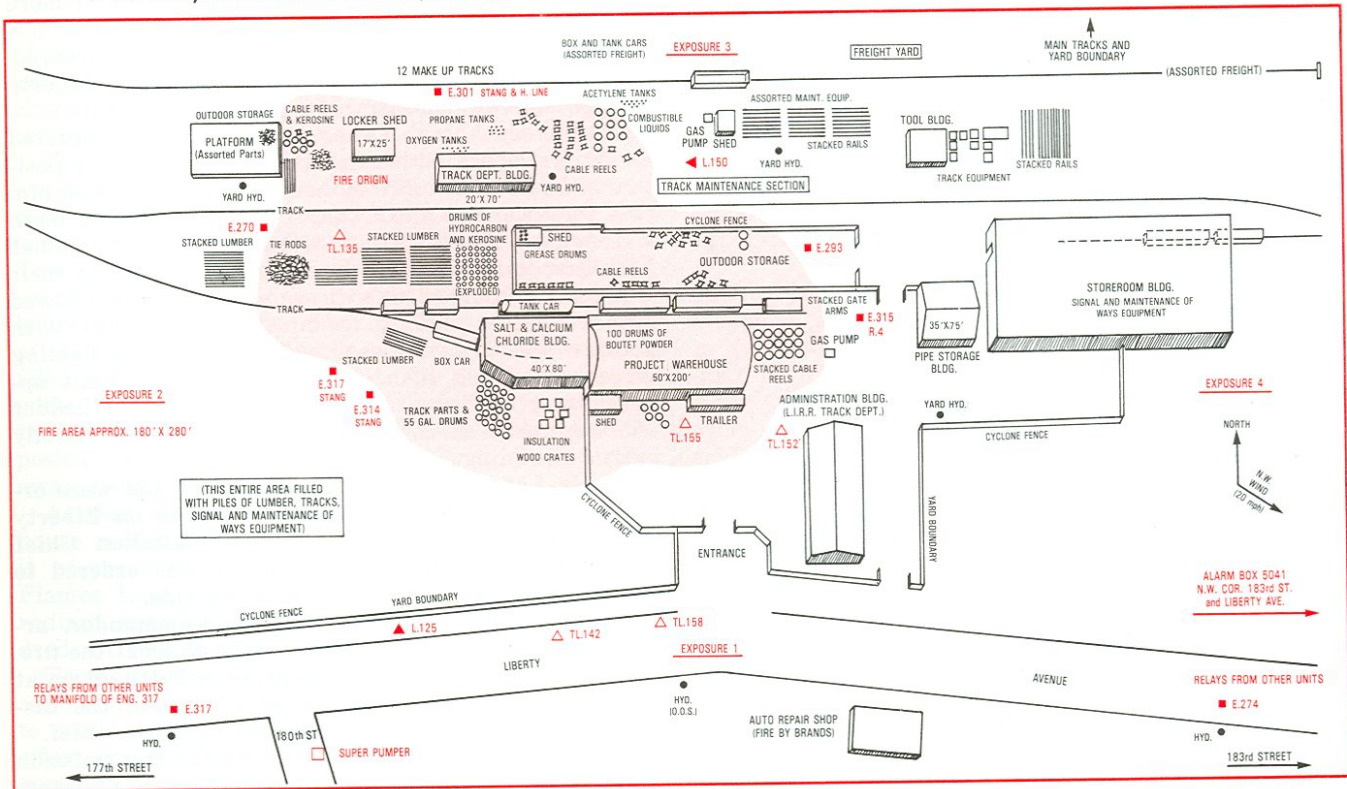 BOX AND TANK CARS
(ASSORTED FREIGHT)
EXPOSURE 3
FREIGHT YARD
MAIN TRACKS AND
YARD BOUNDARY
12 MAKE UP TRACKS
(ASSORTED FREIGHT)
E.301 STANG & H. LINE
ACETYLENE TANKS
OUTDOOR STORAGE
CABLE REELS
& KEROSINE
LOCKER SHED
PROPANE TANKS
COMBUSTIBLE
LIQUIDS
ASSORTED MAINT. EQUIP.
PLATFORM
(Assorted Parts)
17'X25'
OXYGEN TANKS
GAS
PUMP SHED
STACKED RAILS
YARD HYD.
TOOL BLDG.
STACKED RAILS
TRACK EQUIPMENT
FIRE ORIGIN
TRACK DEPT. BLDG.
20'X70'
CABLE REELS
YARD HYD.
L.150
TRACK MAINTENANCE SECTION
YARD HYD.
TRACK
E.270
TL.135
STACKED LUMBER
TIE RODS
STACKED LUMBER
DRUMS OF
HYDROCARBON
AND KEROSINE
(EXPLODED)
SHED
GREASE DRUMS
CYCLONE FENCE
OUTDOOR STORAGE
CABLE REELS
E.293
STOREROOM BLDG.
SIGNAL AND MAINTENANCE OF
WAYS EQUIPMENT
TRACK
TANK CAR
STACKED GATE
ARMS
E.315
R.4
35'X75'
PIPE STORAGE
BLDG.
STACKED LUMBER
BOX CAR
SALT & CALCIUM
CHLORIDE BLDG.
40'X80'
100 DRUMS OF
BOUTET POWDER
PROJECT WAREHOUSE
50'X200'
GAS PUMP
STACKED CABLE
REELS
E.317
STANG
E.314
STANG
EXPOSURE 2
FIRE AREA APPROX. 180' X 280'
TRACK PARTS &
55 GAL. DRUMS
INSULATION
WOOD CRATES
SHED
TL.155
TRAILER
TL.152'
ADMINISTRATION BLDG.
(L.I.R.R. TRACK DEPT.)
YARD HYD.
CYCLONE FENCE
EXPOSURE 4
NORTH
N.W.
WIND
(20 mph)
(THIS ENTIRE AREA FILLED
WITH PILES OF LUMBER, TRACKS,
SIGNAL AND MAINTENANCE OF
WAYS EQUIPMENT)
CYCLONE FENCE
ENTRANCE
YARD BOUNDARY
ALARM BOX 5041
N.W. COR. 183rd ST.
and LIBERTY AVE.
CYCLONE FENCE
YARD BOUNDARY
L.125
TL.142
TL.158
LIBERTY
EXPOSURE 1
AVENUE
RELAYS FROM OTHER UNITS
TO MANIFOLD OF ENG. 317
E.317
HYD.
HYD.
(O.O.S.)
AUTO REPAIR SHOP
(FIRE BY BRANDS)
RELAYS FROM OTHER UNITS
E.274
HYD.
180th ST
SUPER PUMPER
177th STREET
183rd STREET